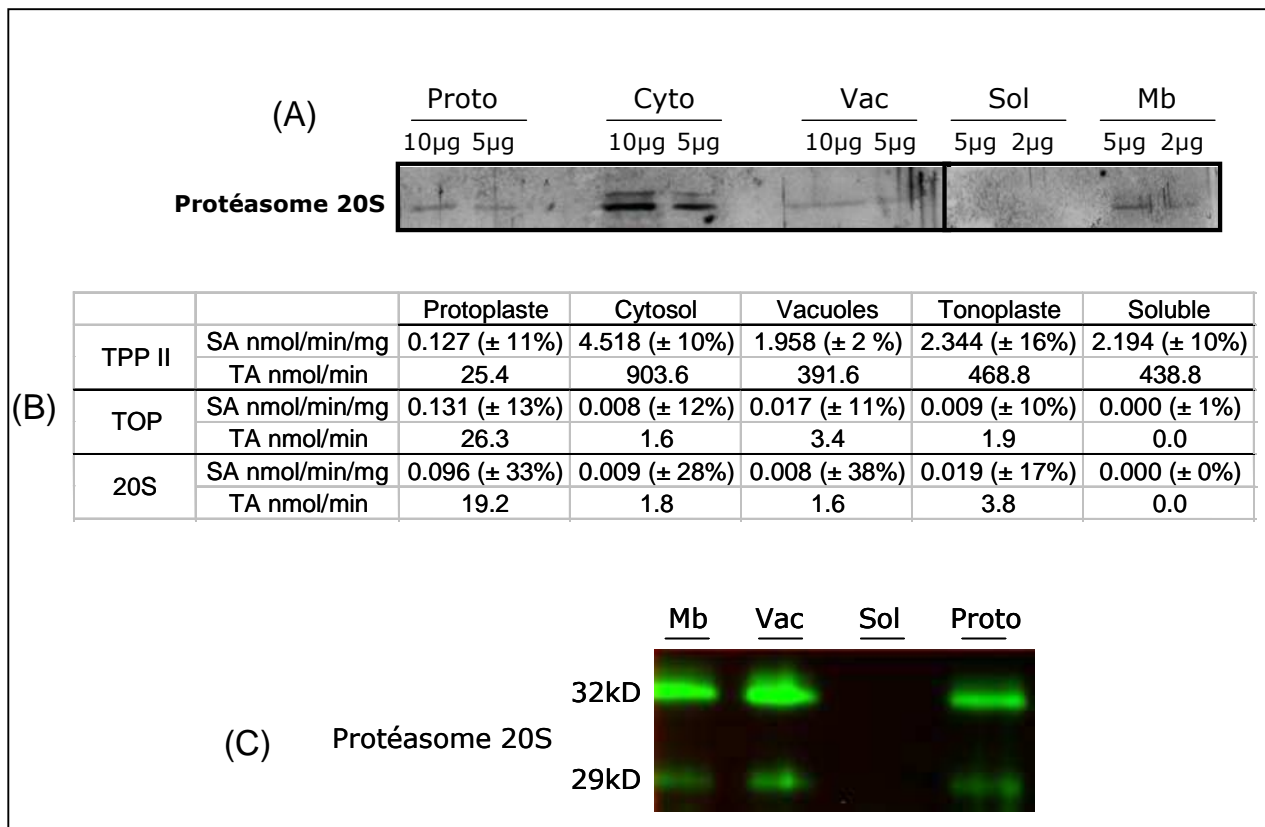 (A)
Proto Cyto Vac Sol Mb
10µg 5µg 10µg 5µg 10µg 5µg 5µg 2µg 5µg 2µg
Protéasome 20S
(B)
Protoplaste Cytosol Vacuoles Tonoplaste Soluble
TPP II SA nmol/min/mg 0.127 (± 11%) 4.518 (± 10%) 1.958 (± 2 %) 2.344 (± 16%) 2.194 (± 10%)
TA nmol/min 25.4 903.6 391.6 468.8 438.8
TOP SA nmol/min/mg 0.131 (± 13%) 0.008 (± 12%) 0.017 (± 11%) 0.009 (± 10%) 0.000 (± 1%)
TA nmol/min 26.3 1.6 3.4 1.9 0.0
20S SA nmol/min/mg 0.096 (± 33%) 0.009 (± 28%) 0.008 (± 38%) 0.019 (± 17%) 0.000 (± 0%)
TA nmol/min 19.2 1.8 1.6 3.8 0.0
Mb Vac Sol Proto
32kD
(C) Protéasome 20S
29kD